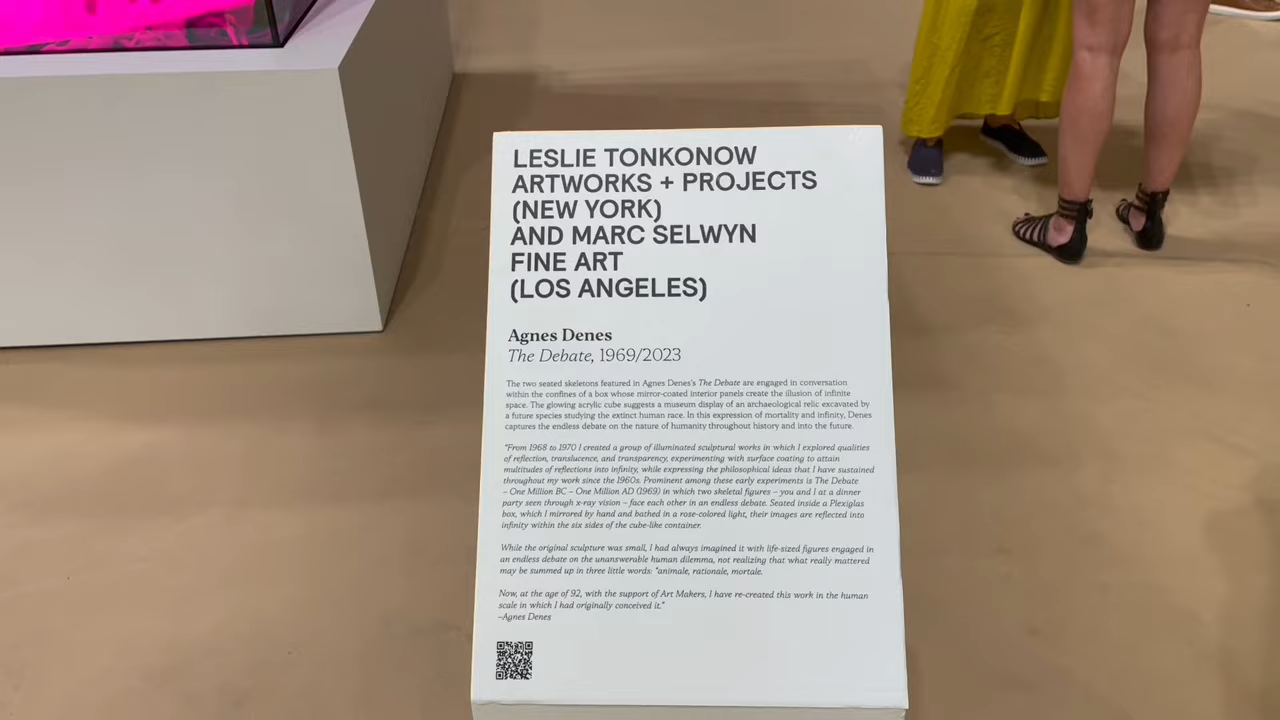 LESLIE TONKONOW
ARTWORKS + PROJECTS
(NEW YORK)
AND MARC SELWYN
FINE ART
(LOS ANGELES)
Agnes Denes
The Debate, 1969/2023
The two seated skeletons featured in Agnes Denes's The Debate are engaged in conversation
within the confines of a box whose mirror-coated interior panels create the illusion of infinite
space. The glowing acrylic cube suggests a museum display of an archaeological relic excavated by
a future species studying the extinct human race. In this expression of mortality and infinity, Denes
captures the endless debate on the nature of humanity throughout history and into the future.
"From 1968 to 1970 I created a group of illuminated sculptural works in which I explored qualities
of reflection, translucence, and transparency, experimenting with surface coating to attain
multitudes of reflections into infinity, while expressing the philosophical ideas that I have sustained
throughout my work since the 1960s. Prominent among these early experiments is The Debate
– One Million BC – One Million AD (1969) in which two skeletal figures – you and I at a dinner
party seen through x-ray vision – face each other in an endless debate. Seated inside a Plexiglas
box, which I mirrored by hand and bathed in a rose-colored light, their images are reflected into
infinity within the six sides of the cube-like container.
While the original sculpture was small, I had always imagined it with life-sized figures engaged in
an endless debate on the unanswerable human dilemma, not realizing that what really mattered
may be summed up in three little words: "animale, rationale, mortale.
Now, at the age of 92, with the support of Art Makers, I have re-created this work in the human
scale in which I had originally conceived it."
–Agnes Denes